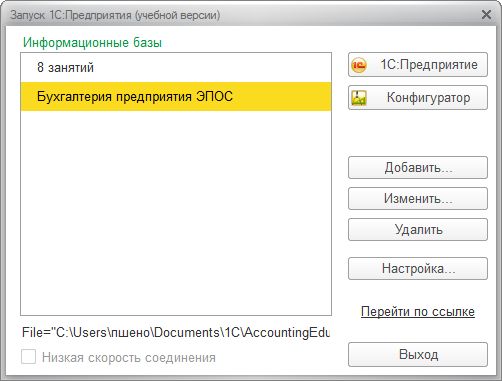 Запуск 1С:Предприятия (учебной версии)
Информационные базы
8 занятий
Бухгалтерия предприятия ЭПОС
1С:Предприятие
Конфигуратор
Добавить...
Изменить...
Удалить
Настройка...
Перейти по ссылке
File="C:\Users\пшено\Documents\1C\AccountingEdu
Низкая скорость соединения
Выход